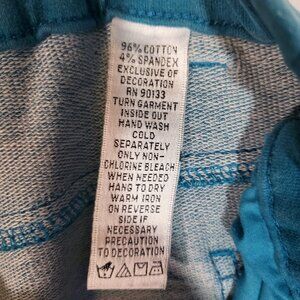 96% COTTON
4% SPANDEX
EXCLUSIVE OF
DECORATION
RN 90133
TURN GARMENT
INSIDE OUT
HAND WASH
COLD
SEPARATELY
ONLY NON-
CHLORINE BLEACH
WHEN NEEDED
HANG TO DRY
WARM IRON
ON REVERSE
SIDE IF
NECESSARY
PRECAUTION
TO DECORATION